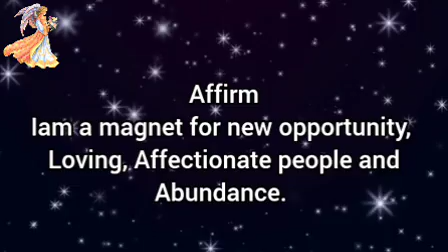 Affirm
Iam a magnet for new opportunity,
Loving, Affectionate people and
Abundance.